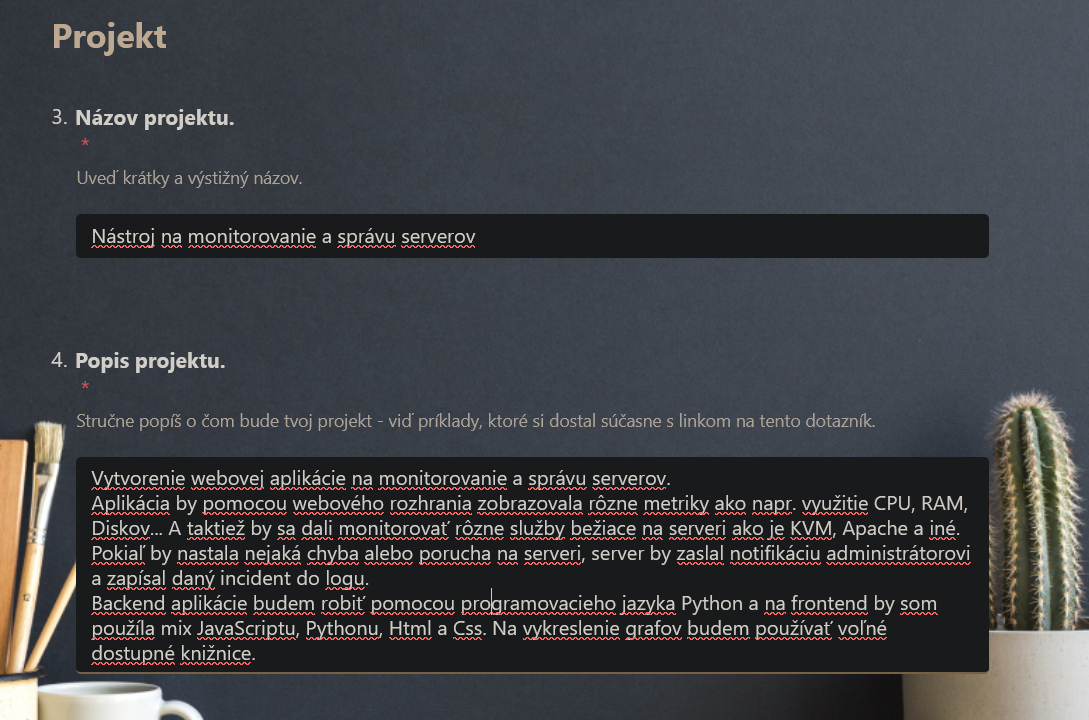 Projekt
3. Názov projektu.
*
Uveď krátky a výstižný názov.
Nástroj na monitorovanie a správu serverov
4. Popis projektu.
*
Stručne popíš o čom bude tvoj projekt - viď príklady, ktoré si dostal súčasne s linkom na tento dotazník.
Vytvorenie webovej aplikácie na monitorovanie a správu serverov.
Aplikácia by pomocou webového rozhrania zobrazovala rôzne metriky ako napr. využitie CPU, RAM,
Diskov... A taktiež by sa dali monitorovať rôzne služby bežiace na serveri ako je KVM, Apache a iné.
Pokiaľ by nastala nejaká chyba alebo porucha na serveri, server by zaslal notifikáciu administrátorovi
a zapísal daný incident do logu.
Backend aplikácie budem robiť pomocou programovacieho jazyka Python a na frontend by som
použíla mix JavaScriptu, Pythonu, Html a Css. Na vykreslenie grafov budem používať voľné
dostupné knižnice.